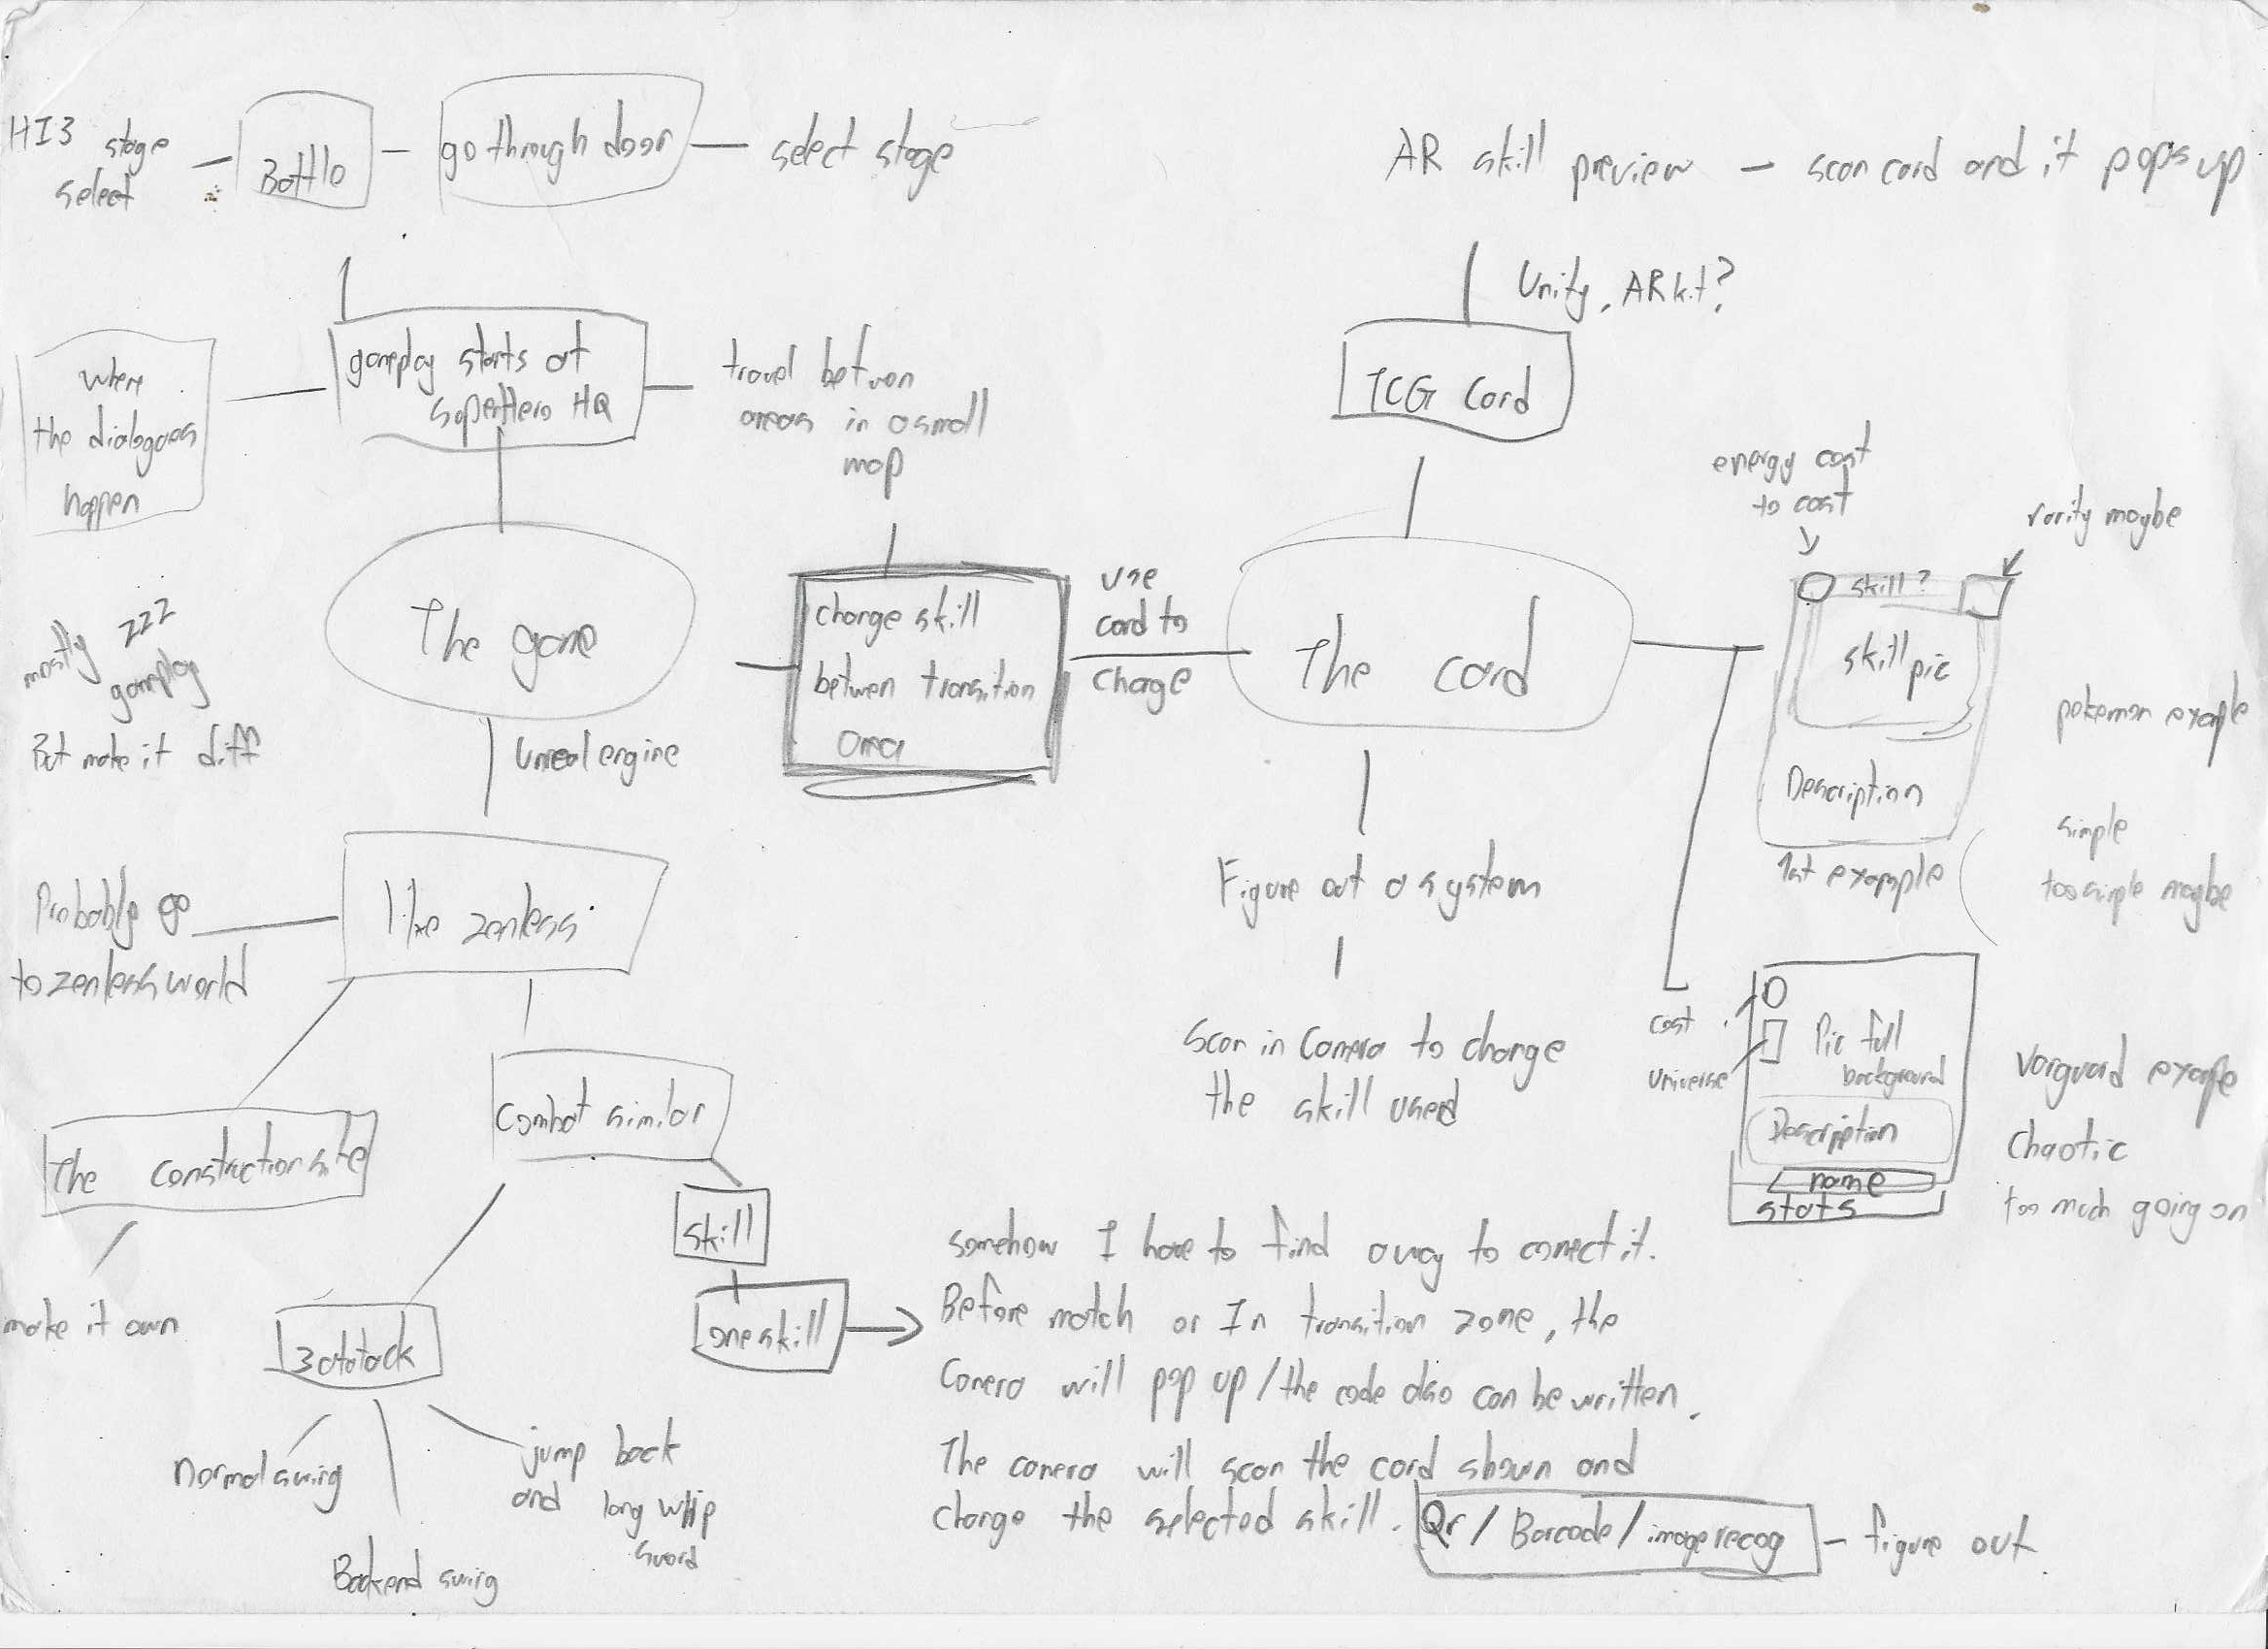 HI3 stage
select
Battle
go through door
select stage
AR skill preview – scan card and it pops up
Unity, ARkit?
TCG Card
where
the dialogues
happen
gameplay starts at
SuperHero HQ
travel betwen
areas in a small
map
energy cost
to cast
rarity maybe
mostly ZZZ
gameplay
But make it diff
The game
Unreal engine
change skill
betwen transition
area
use
card to
change
The card
skill?
skill pic
Description
1st example
pokemon example
simple
too simple maybe
Probably go
to zenless world
like zenless
Figure out a system
Scan in Camera to change
the skill used
cost
universe
Pic full
background
Description
name
stats
Vanguard example
Chaotic
too much going on
The construction site
make it own
Combat similar
skill
one skill
3 attack
Normal swing
Backend swing
jump back
and long whip
sword
somehow I have to find a way to conect it.
Before match or In transition zone, the
Camera will pop up/the code also can be written.
The camera will scan the card shown and
change the selected skill. Qr / Barcode / image recog – figure out